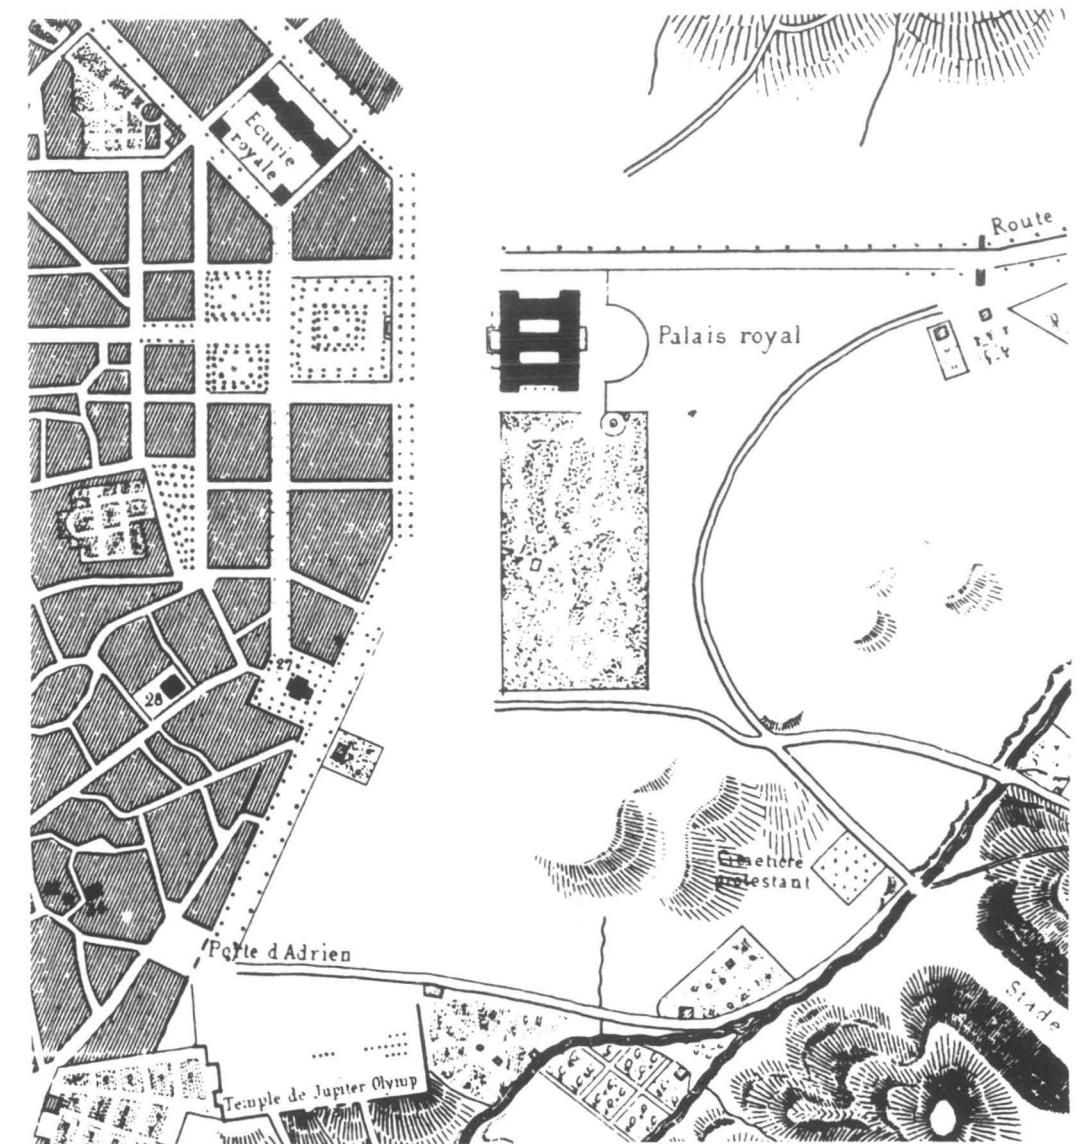 Ecurie
royale
Route
Palais royal
27
28
Cimetière
protestant
Porte d'Adrien
Stade
Temple de Jupiter Olymp